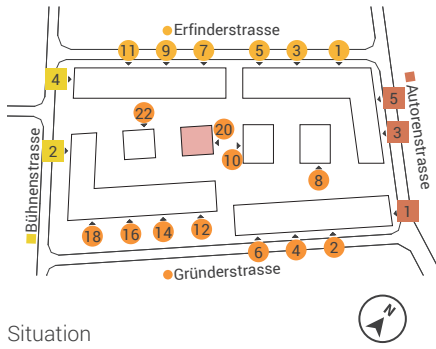 Erfinderstrasse
11 9 7 5 3 1
4
5
22
20
3
2
10
8
Autorenstrasse
Bühnenstrasse
1
18 16 14 12
6 4 2
Gründerstrasse
Situation
N